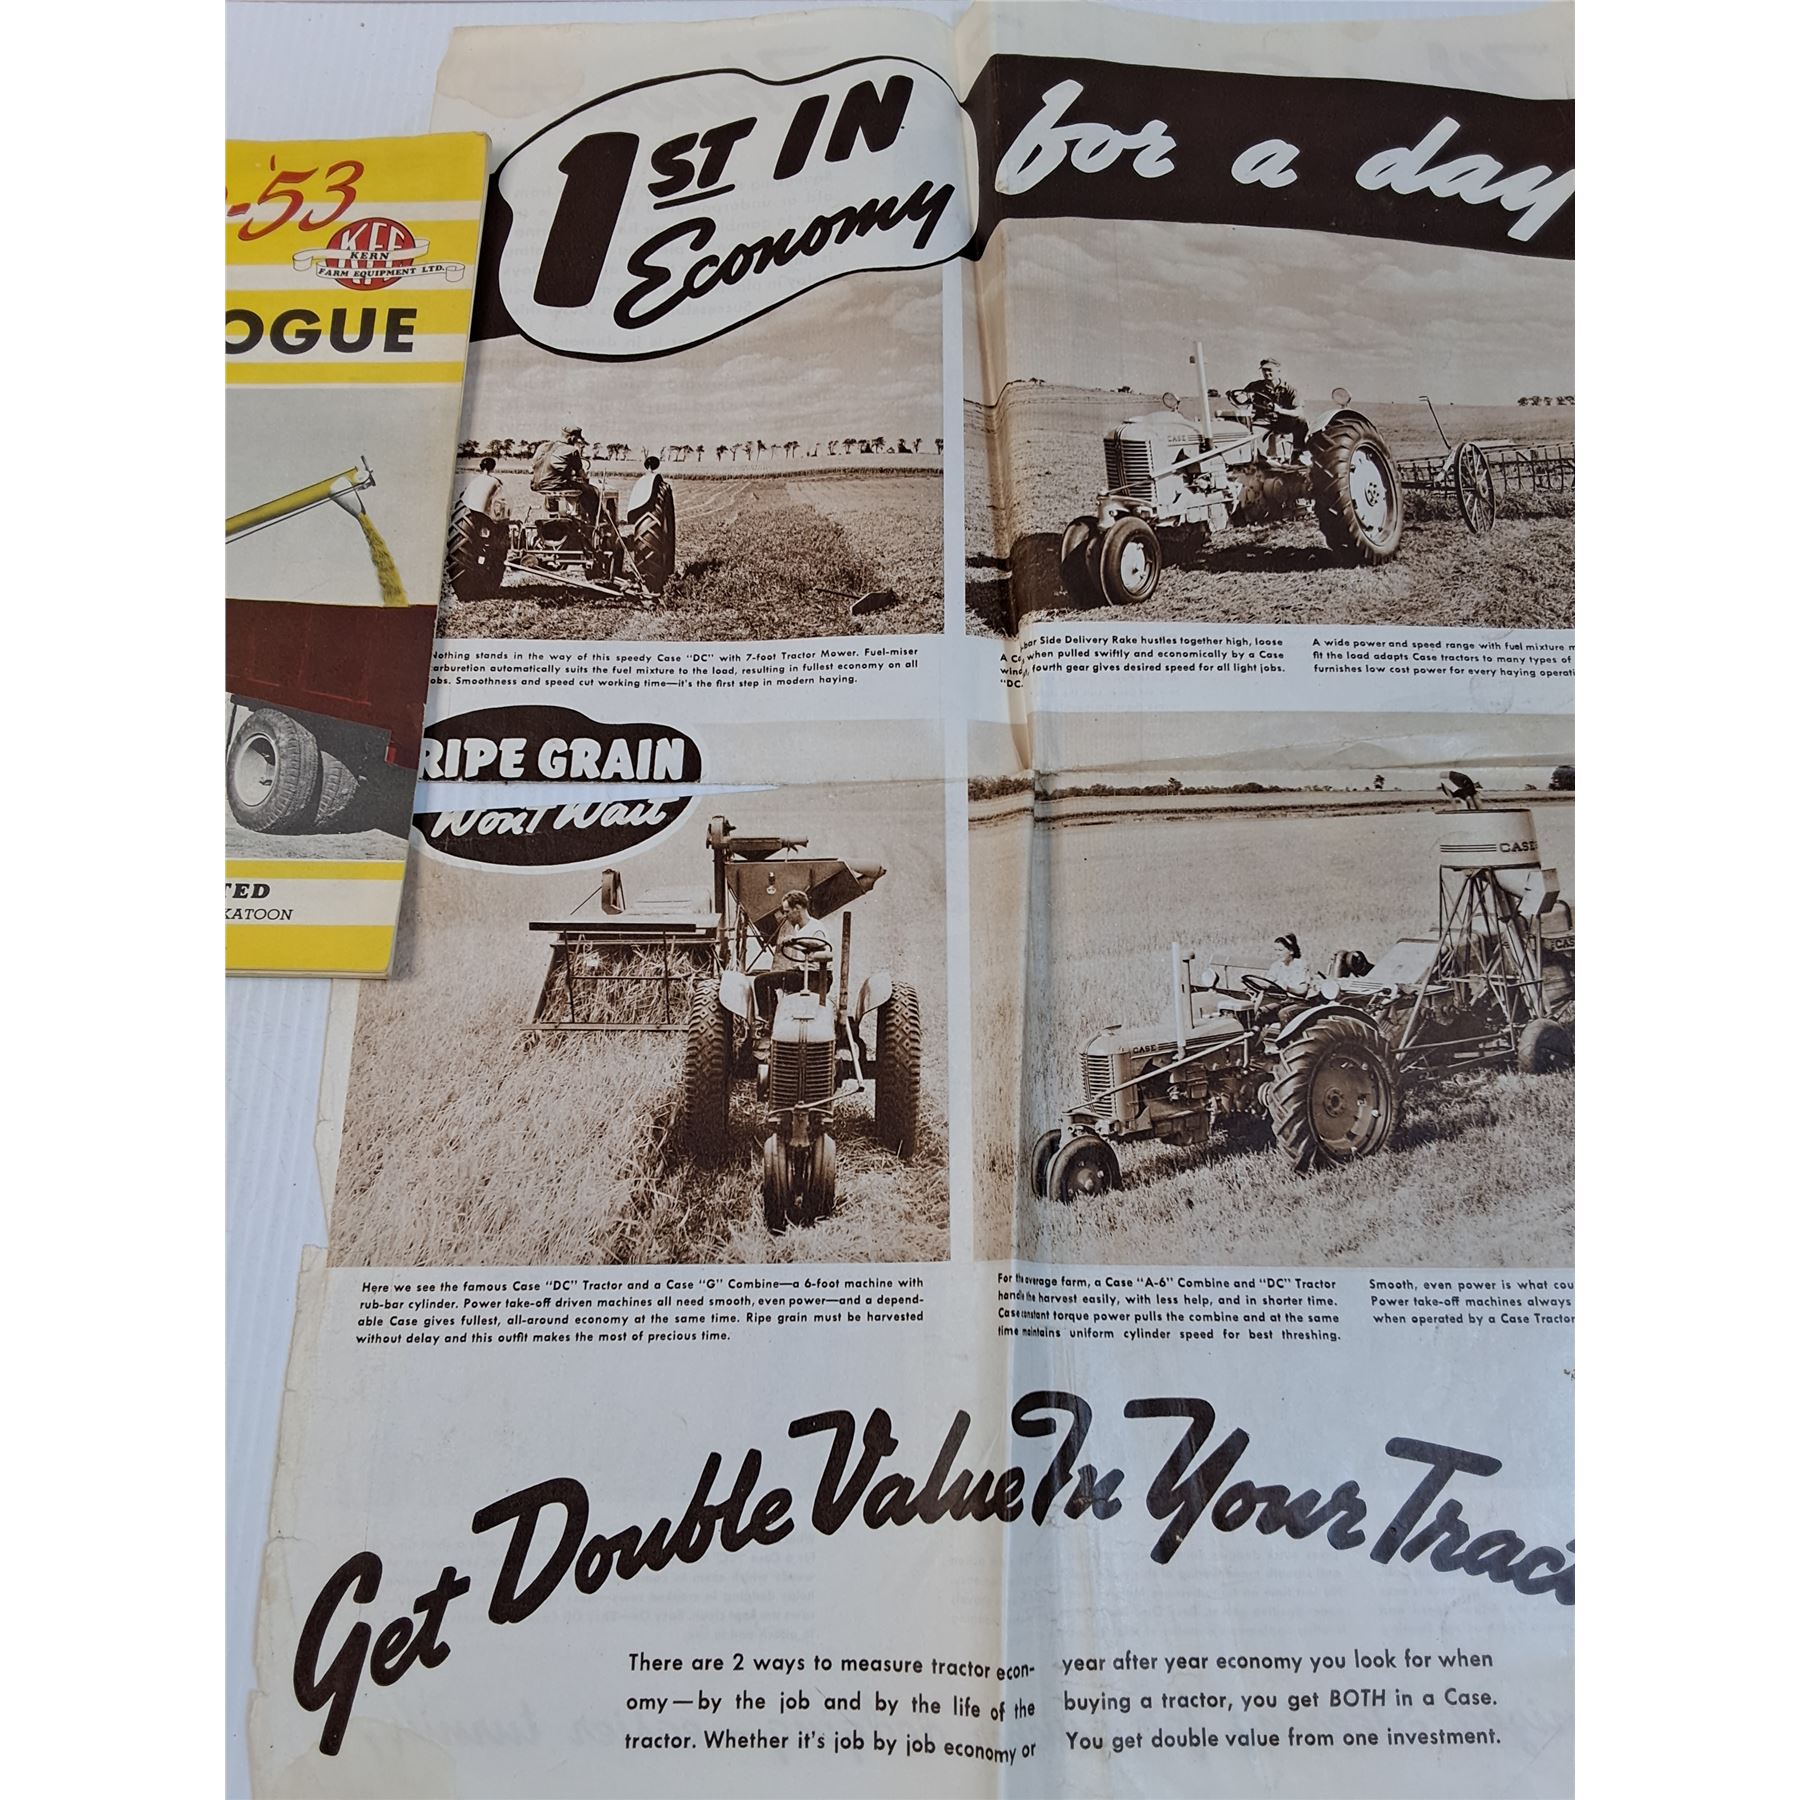 -'53
KFE
KERN
FARM EQUIPMENT LTD.
OGUE
TED
KATOON
1ST IN
Economy
for a day
CASE
Nothing stands in the way of this speedy Case "DC" with 7-foot Tractor Mower. Fuel-miser
carburetion automatically suits the fuel mixture to the load, resulting in fullest economy on all
jobs. Smoothness and speed cut working time—it's the first step in modern haying.
bar Side Delivery Rake hustles together high, loose
when pulled swiftly and economically by a Case
"DC. fourth gear gives desired speed for all light jobs.
A wide power and speed range with fuel mixture
fit the load adapts Case tractors to many types of
furnishes low cost power for every haying operati
RIPE GRAIN
Won't Wait
CASE
CASE
CAS
Here we see the famous Case "DC" Tractor and a Case "G" Combine—a 6-foot machine with
rub-bar cylinder. Power take-off driven machines all need smooth, even power—and a depend-
able Case gives fullest, all-around economy at the same time. Ripe grain must be harvested
without delay and this outfit makes the most of precious time.
For the average farm, a Case "A-6" Combine and "DC" Tractor
handle the harvest easily, with less help, and in shorter time.
Case constant torque power pulls the combine and at the same
time maintains uniform cylinder speed for best threshing.
Smooth, even power is what cou
Power take-off machines always
when operated by a Case Tractor
Get Double Value In Your Tract
There are 2 ways to measure tractor econ-
omy—by the job and by the life of the
tractor. Whether it's job by job economy or
year after year economy you look for when
buying a tractor, you get BOTH in a Case.
You get double value from one investment.